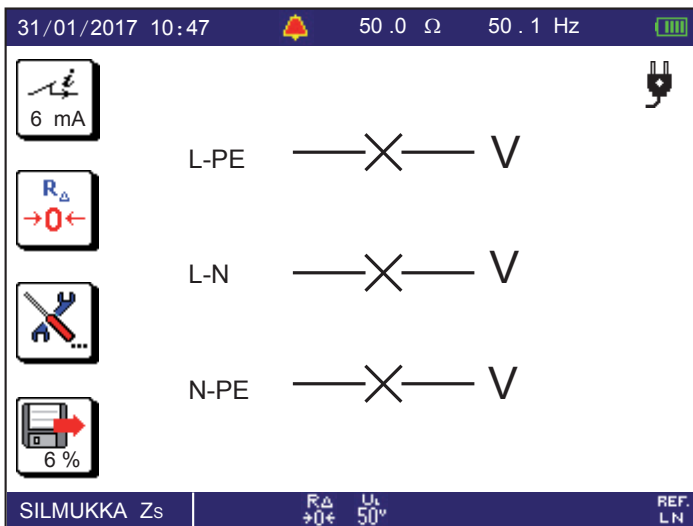 31/01/2017 10:47 50.0 Ω 50.1 Hz
i
6 mA
L-PE V
R△
→0←
L-N V
...
N-PE V
6 %
SILMUKKA Zs R△ →0← UL 50V REF. LN